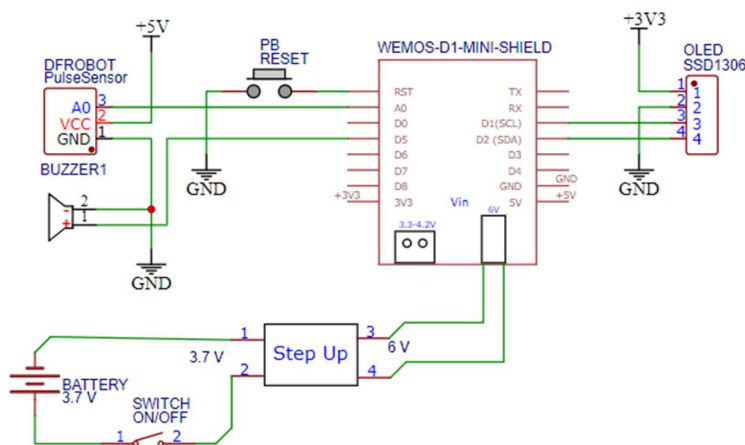 +5V
DFROBOT
PulseSensor
A0 3
VCC 2
GND 1
BUZZER1
2
-
+ 1
GND
PB
RESET
GND
WEMOS-D1-MINI-SHIELD
RST TX
A0 RX
D0 D1(SCL)
D5 D2 (SDA)
D6 D3
D7 D4
D8 GND GND
+3V3 3V3 Vin 5V +5V
3.3-4.2V
6V
+3V3
OLED
SSD1306
1 1
2 2
3 3
4 4
GND
BATTERY
3.7 V
SWITCH
ON/OFF
1 2
3.7 V
1
2
Step Up
3
4
6 V